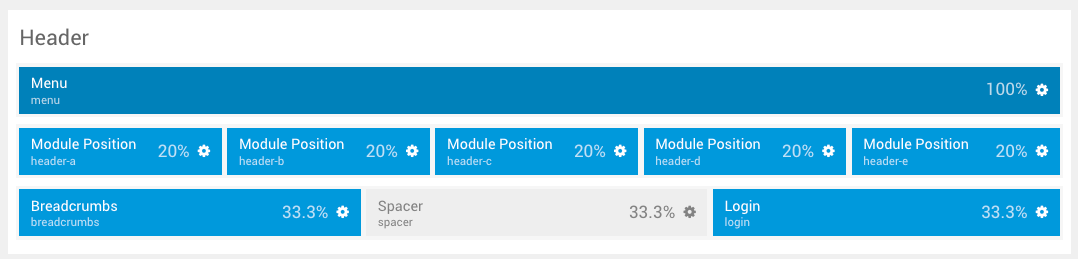 Header
Menu
menu
100%
Module Position
header-a
20%
Module Position
header-b
20%
Module Position
header-c
20%
Module Position
header-d
20%
Module Position
header-e
20%
Breadcrumbs
breadcrumbs
33.3%
Spacer
spacer
33.3%
Login
login
33.3%